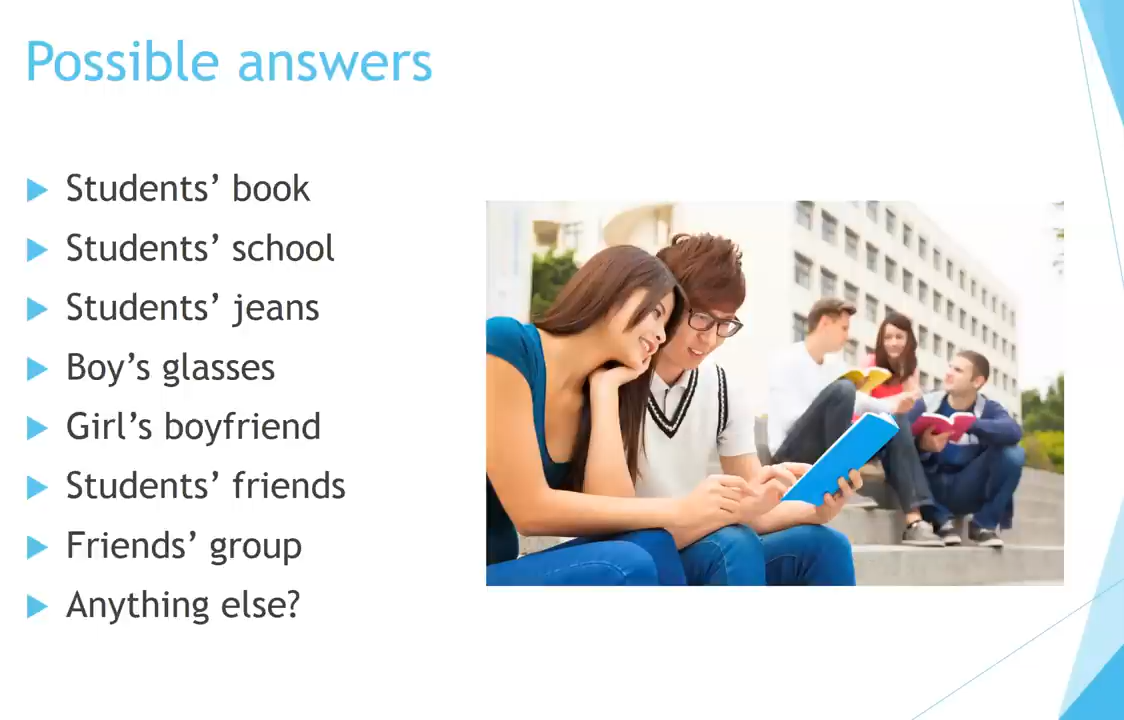 Possible answers
Students’ book
Students’ school
Students’ jeans
Boy’s glasses
Girl’s boyfriend
Students’ friends
Friends’ group
Anything else?